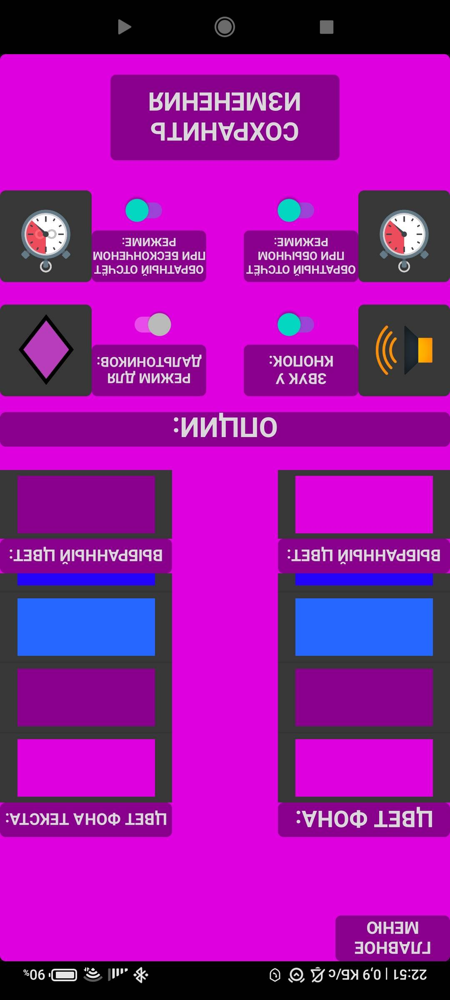 22:51 | 0,9 КБ/с
90%
ГЛАВНОЕ
МЕНЮ
ЦВЕТ ФОНА:
ЦВЕТ ФОНА ТЕКСТА:
ВЫБРАННЫЙ ЦВЕТ:
ВЫБРАННЫЙ ЦВЕТ:
ОПЦИИ:
ЗВУК У
КНОПОК:
РЕЖИМ ДЛЯ
ДАЛЬТОНИКОВ:
ОБРАТНЫЙ ОТСЧЁТ
ПРИ ОБЫЧНОМ
РЕЖИМЕ:
ОБРАТНЫЙ ОТСЧЁТ
ПРИ БЕСКОНЧЕНОМ
РЕЖИМЕ:
СОХРАНИТЬ
ИЗМЕНЕНИЯ